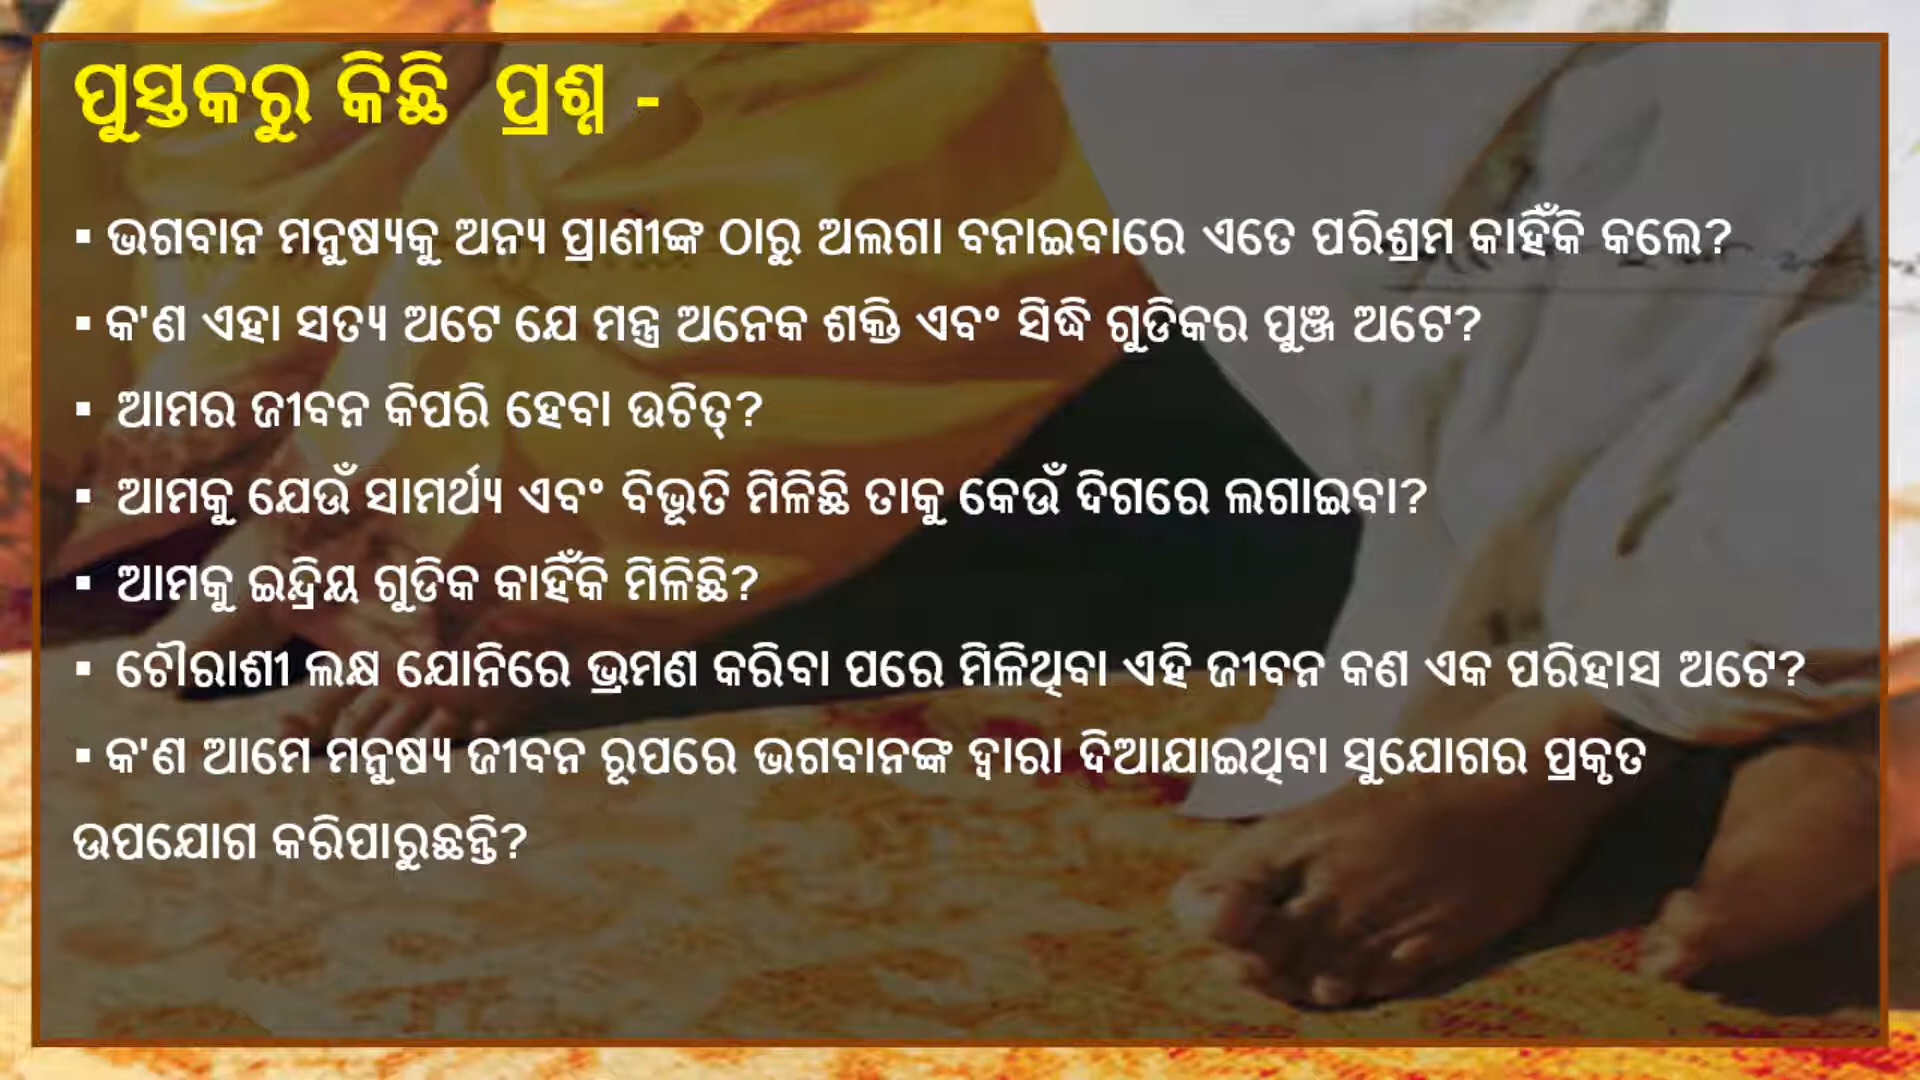 ପୁସ୍ତକରୁ କିଛି ପ୍ରଶ୍ନ -
▪ ଭଗବାନ ମନୁଷ୍ୟକୁ ଅନ୍ୟ ପ୍ରାଣୀଙ୍କ ଠାରୁ ଅଲଗା ବନାଇବାରେ ଏତେ ପରିଶ୍ରମ କାହିଁକି କଲେ?
▪ କ'ଣ ଏହା ସତ୍ୟ ଅଟେ ଯେ ମନ୍ତ୍ର ଅନେକ ଶକ୍ତି ଏବଂ ସିଦ୍ଧି ଗୁଡିକର ପୁଞ୍ଜ ଅଟେ?
▪ ଆମର ଜୀବନ କିପରି ହେବା ଉଚିତ୍?
▪ ଆମକୁ ଯେଉଁ ସାମର୍ଥ୍ୟ ଏବଂ ବିଭୂତି ମିଳିଛି ତାକୁ କେଉଁ ଦିଗରେ ଲଗାଇବା?
▪ ଆମକୁ ଇନ୍ଦ୍ରିୟ ଗୁଡିକ କାହିଁକି ମିଳିଛି?
▪ ଚୌରାଶୀ ଲକ୍ଷ ଯୋନିରେ ଭ୍ରମଣ କରିବା ପରେ ମିଳିଥିବା ଏହି ଜୀବନ କଣ ଏକ ପରିହାସ ଅଟେ?
▪ କ'ଣ ଆମେ ମନୁଷ୍ୟ ଜୀବନ ରୂପରେ ଭଗବାନଙ୍କ ଦ୍ୱାରା ଦିଆଯାଇଥିବା ସୁଯୋଗର ପ୍ରକୃତ
ଉପଯୋଗ କରିପାରୁଛନ୍ତି?